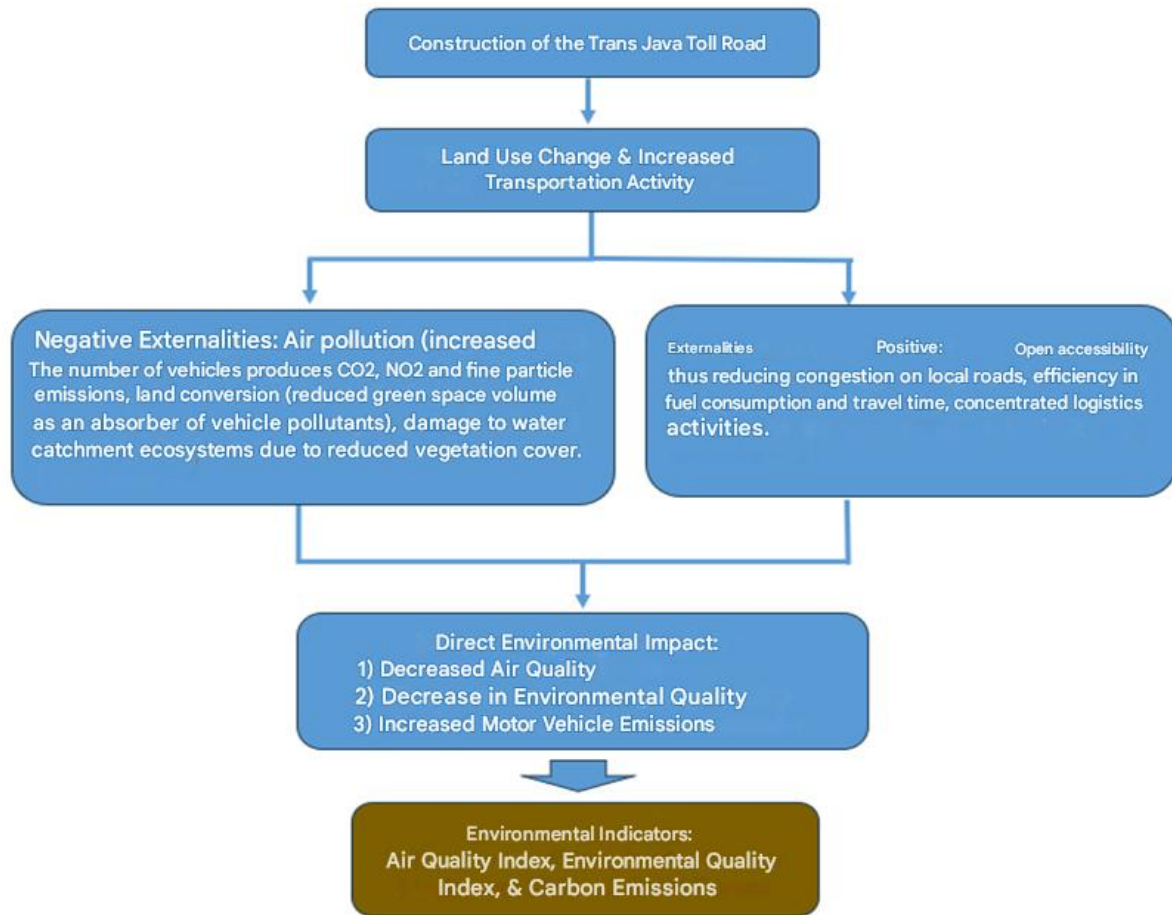 Construction of the Trans Java Toll Road
Land Use Change & Increased
Transportation Activity
Negative Externalities: Air pollution (increased
The number of vehicles produces CO2, NO2 and fine particle
emissions, land conversion (reduced green space volume
as an absorber of vehicle pollutants), damage to water
catchment ecosystems due to reduced vegetation cover.
Externalities Positive: Open accessibility
thus reducing congestion on local roads, efficiency in
fuel consumption and travel time, concentrated logistics
activities.
Direct Environmental Impact:
1) Decreased Air Quality
2) Decrease in Environmental Quality
3) Increased Motor Vehicle Emissions
Environmental Indicators:
Air Quality Index, Environmental Quality
Index, & Carbon Emissions